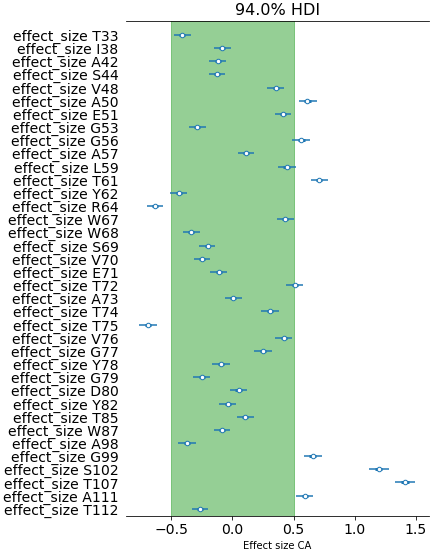 94.0% HDI
effect_size T33
effect_size I38
effect_size A42
effect_size S44
effect_size V48
effect_size A50
effect_size E51
effect_size G53
effect_size G56
effect_size A57
effect_size L59
effect_size T61
effect_size Y62
effect_size R64
effect_size W67
effect_size W68
effect_size S69
effect_size V70
effect_size E71
effect_size T72
effect_size A73
effect_size T74
effect_size T75
effect_size V76
effect_size G77
effect_size Y78
effect_size G79
effect_size D80
effect_size Y82
effect_size T85
effect_size W87
effect_size A98
effect_size G99
effect_size S102
effect_size T107
effect_size A111
effect_size T112
−0.5 0.0 0.5 1.0 1.5
Effect size CA